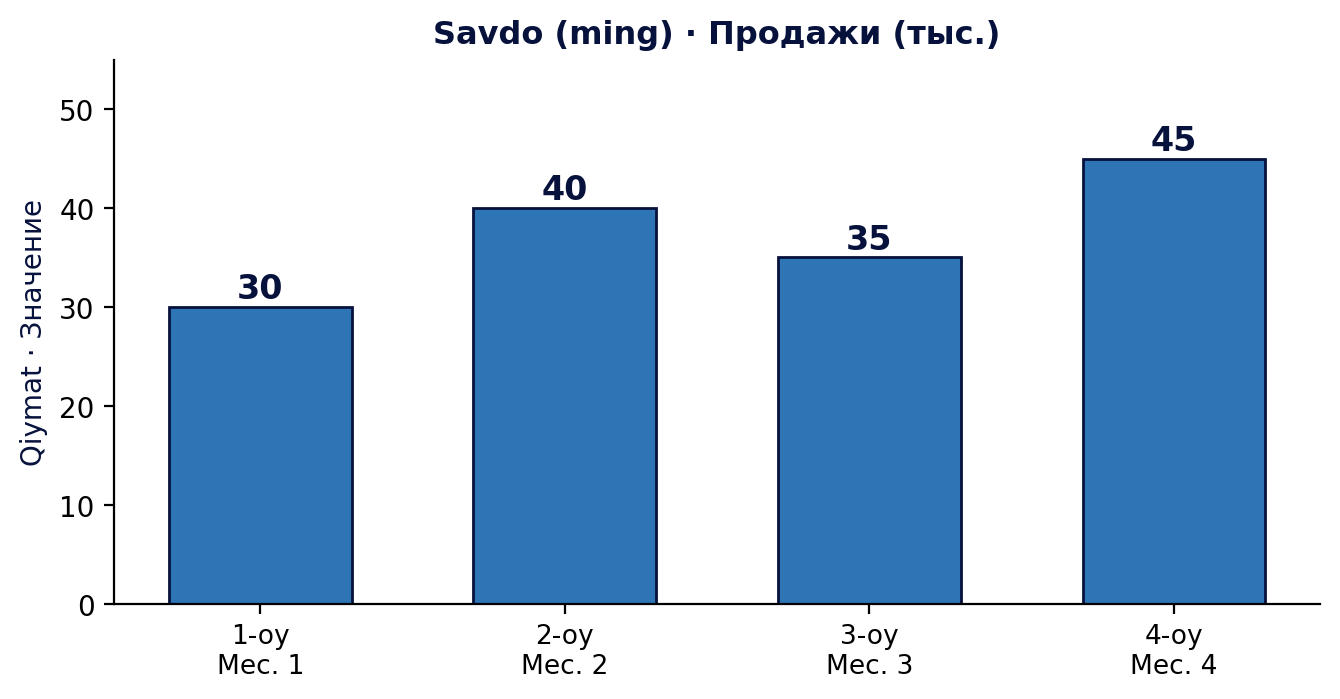 Savdo (ming) · Продажи (тыс.)
Qiymat · Значение
50
40
30
20
10
0
30
40
35
45
1-oy
Мес. 1
2-oy
Мес. 2
3-oy
Мес. 3
4-oy
Мес. 4